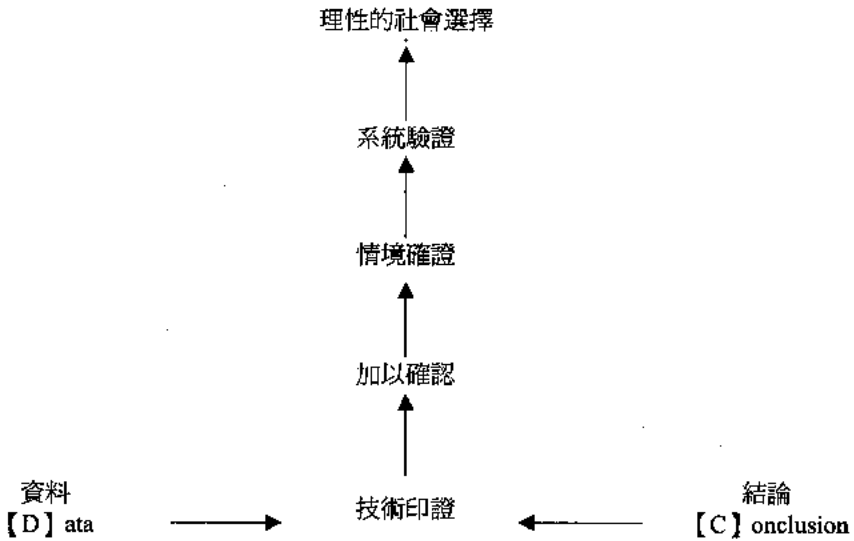 理性的社會選擇
系統驗證
情境確證
加以確認
資料
【D】ata
技術印證
結論
【C】onclusion